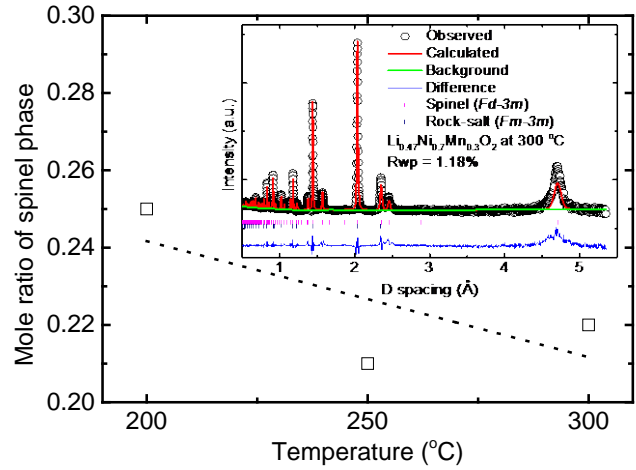 0.30
0.28
0.26
0.24
0.22
0.20
Mole ratio of spinel phase
200
250
300
Temperature (°C)
Observed
Calculated
Background
Difference
Spinel (Fd-3m)
Rock-salt (Fm-3m)
Li0.47Ni0.7Mn0.3O2 at 300 °C
Rwp = 1.18%
Intensity (a.u.)
1 2 3 4 5
D spacing (Å)